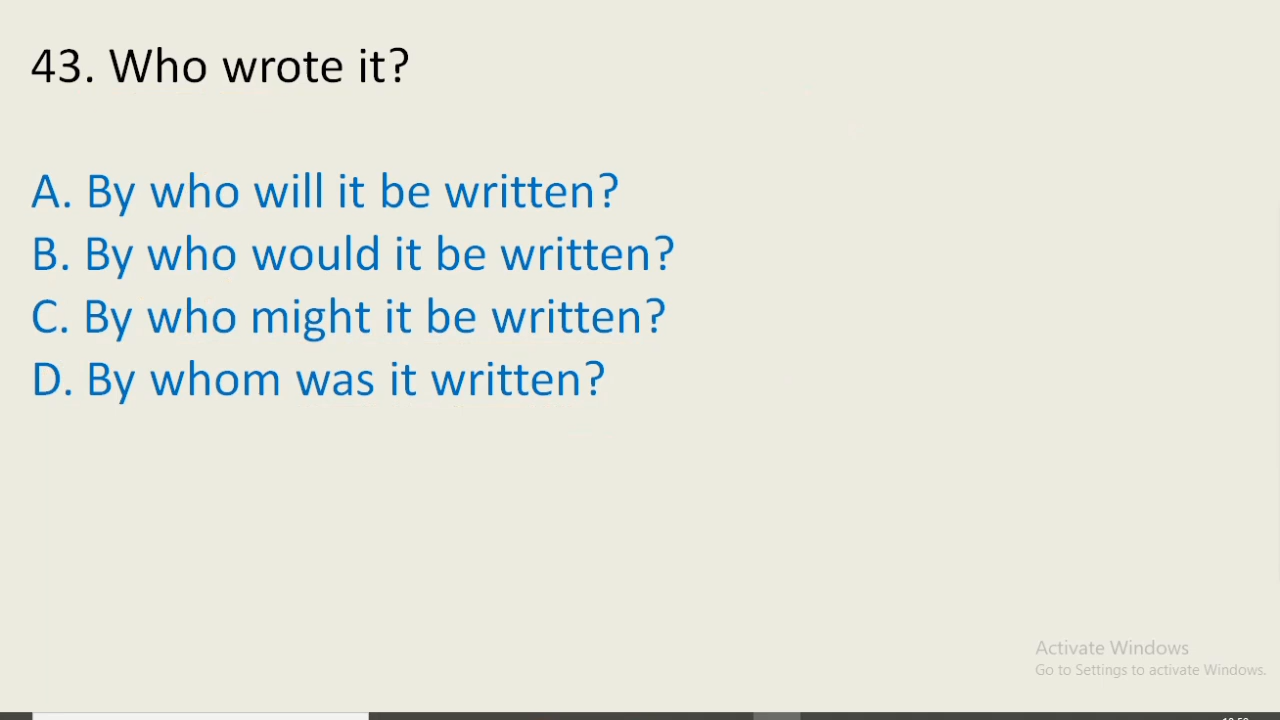 43. Who wrote it?
A. By who will it be written?
B. By who would it be written?
C. By who might it be written?
D. By whom was it written?
Activate Windows
Go to Settings to activate Windows.